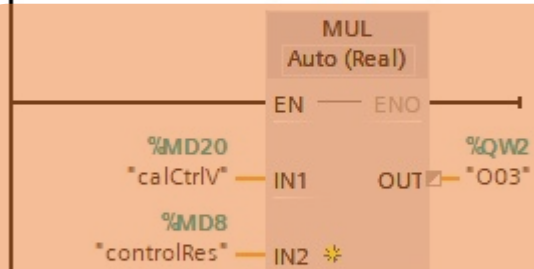 MUL
Auto (Real)
EN ENO
%MD20
"calCtrlV" IN1
%QW2
OUT "O03"
%MD8
"controlRes" IN2